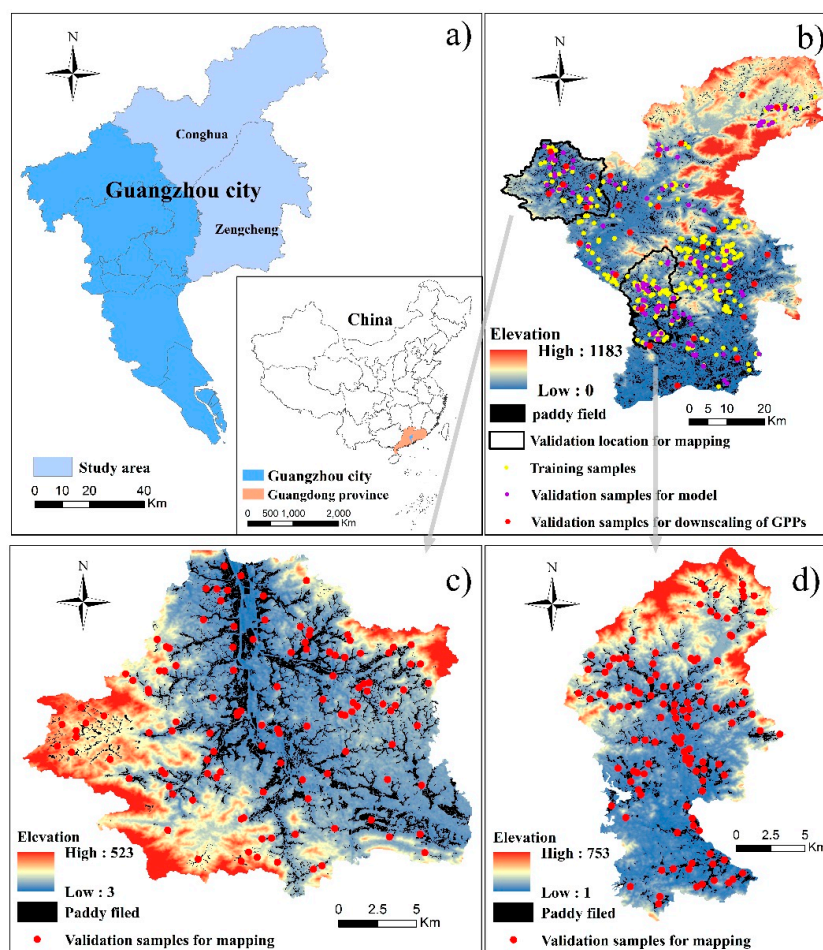 a)
N
Conghua
Guangzhou city
Zengcheng
China
Study area
0 10 20 40
Km
Guangzhou city
Guangdong province
0 500 1,000 2,000
Km
b)
N
Elevation
High : 1183
Low : 0
paddy field
0 5 10 20
Km
Validation location for mapping
Training samples
Validation samples for model
Validation samples for downscaling of GPPs
c)
N
Elevation
High : 523
Low : 3
Paddy filed
0 2.5 5
Km
Validation samples for mapping
d)
N
Elevation
High : 753
Low : 1
Paddy filed
0 2.5 5
Km
Validation samples for mapping